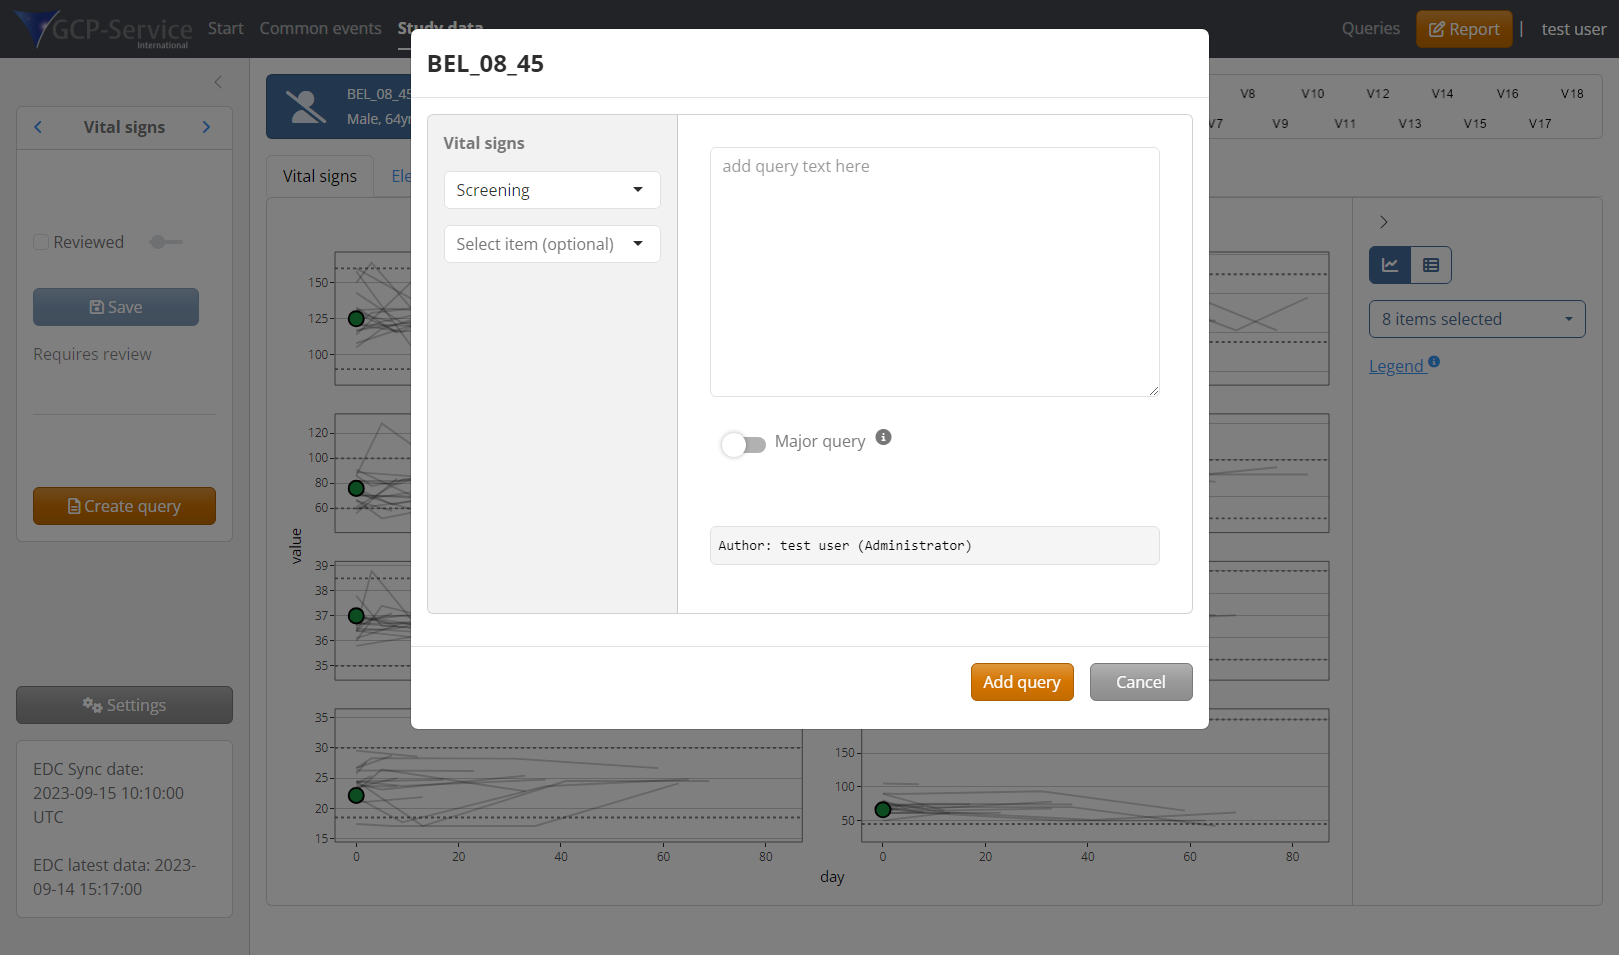 GCP-Service
International
Start
Common events
Study data
Queries
Report
|
test user
Vital signs
Reviewed
Save
Requires review
Create query
Settings
EDC Sync date:
2023-09-15 10:10:00
UTC
EDC latest data: 2023-
09-14 15:17:00
BEL_08_45
Male, 64yr
V8 V10 V12 V14 V16 V18
V7 V9 V11 V13 V15 V17
Vital signs
Ele
BEL_08_45
Vital signs
Screening
Select item (optional)
add query text here
Major query
Author: test user (Administrator)
Add query
Cancel
8 items selected
Legend
value
150
125
100
120
100
80
60
39
38
37
36
35
35
30
25
20
15
0 20 40 60 80
150
100
50
0 20 40 60 80
day